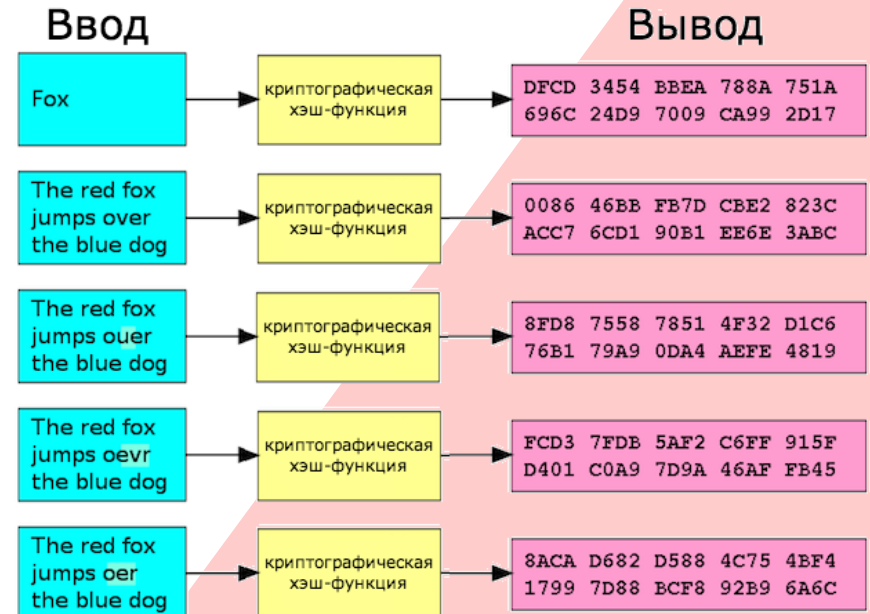 Ввод
Вывод
Fox
криптографическая
хэш-функция
DFCD 3454 BBEA 788A 751A
696C 24D9 7009 CA99 2D17
The red fox
jumps over
the blue dog
криптографическая
хэш-функция
0086 46BB FB7D CBE2 823C
ACC7 6CD1 90B1 EE6E 3ABC
The red fox
jumps ouer
the blue dog
криптографическая
хэш-функция
8FD8 7558 7851 4F32 D1C6
76B1 79A9 0DA4 AEFE 4819
The red fox
jumps oevr
the blue dog
криптографическая
хэш-функция
FCD3 7FDB 5AF2 C6FF 915F
D401 C0A9 7D9A 46AF FB45
The red fox
jumps oer
the blue dog
криптографическая
хэш-функция
8ACA D682 D588 4C75 4BF4
1799 7D88 BCF8 92B9 6A6C